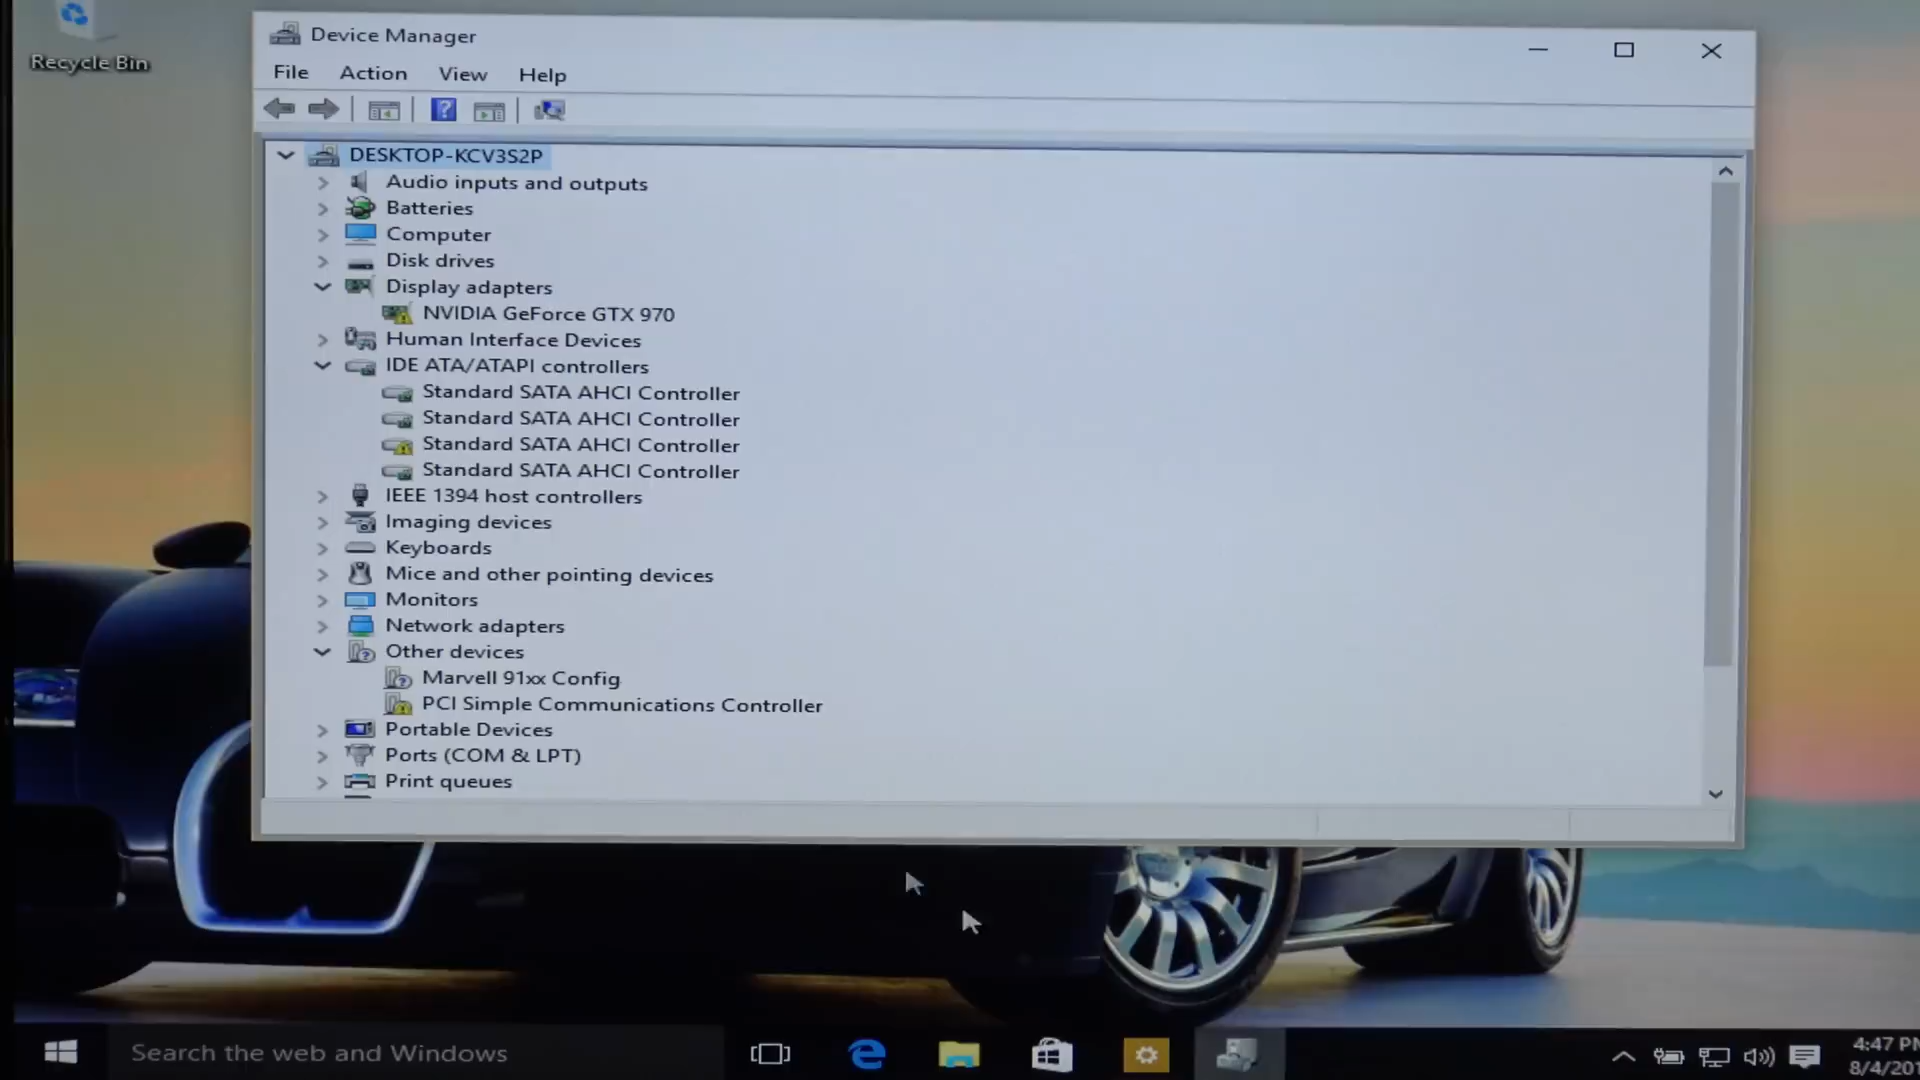 Recycle Bin
Device Manager
File Action View Help
?
DESKTOP-KCV3S2P
Audio inputs and outputs
Batteries
Computer
Disk drives
Display adapters
NVIDIA GeForce GTX 970
Human Interface Devices
IDE ATA/ATAPI controllers
Standard SATA AHCI Controller
Standard SATA AHCI Controller
Standard SATA AHCI Controller
Standard SATA AHCI Controller
IEEE 1394 host controllers
Imaging devices
Keyboards
Mice and other pointing devices
Monitors
Network adapters
Other devices
Marvell 91xx Config
PCI Simple Communications Controller
Portable Devices
Ports (COM & LPT)
Print queues
Search the web and Windows
4:47 PM
8/4/201